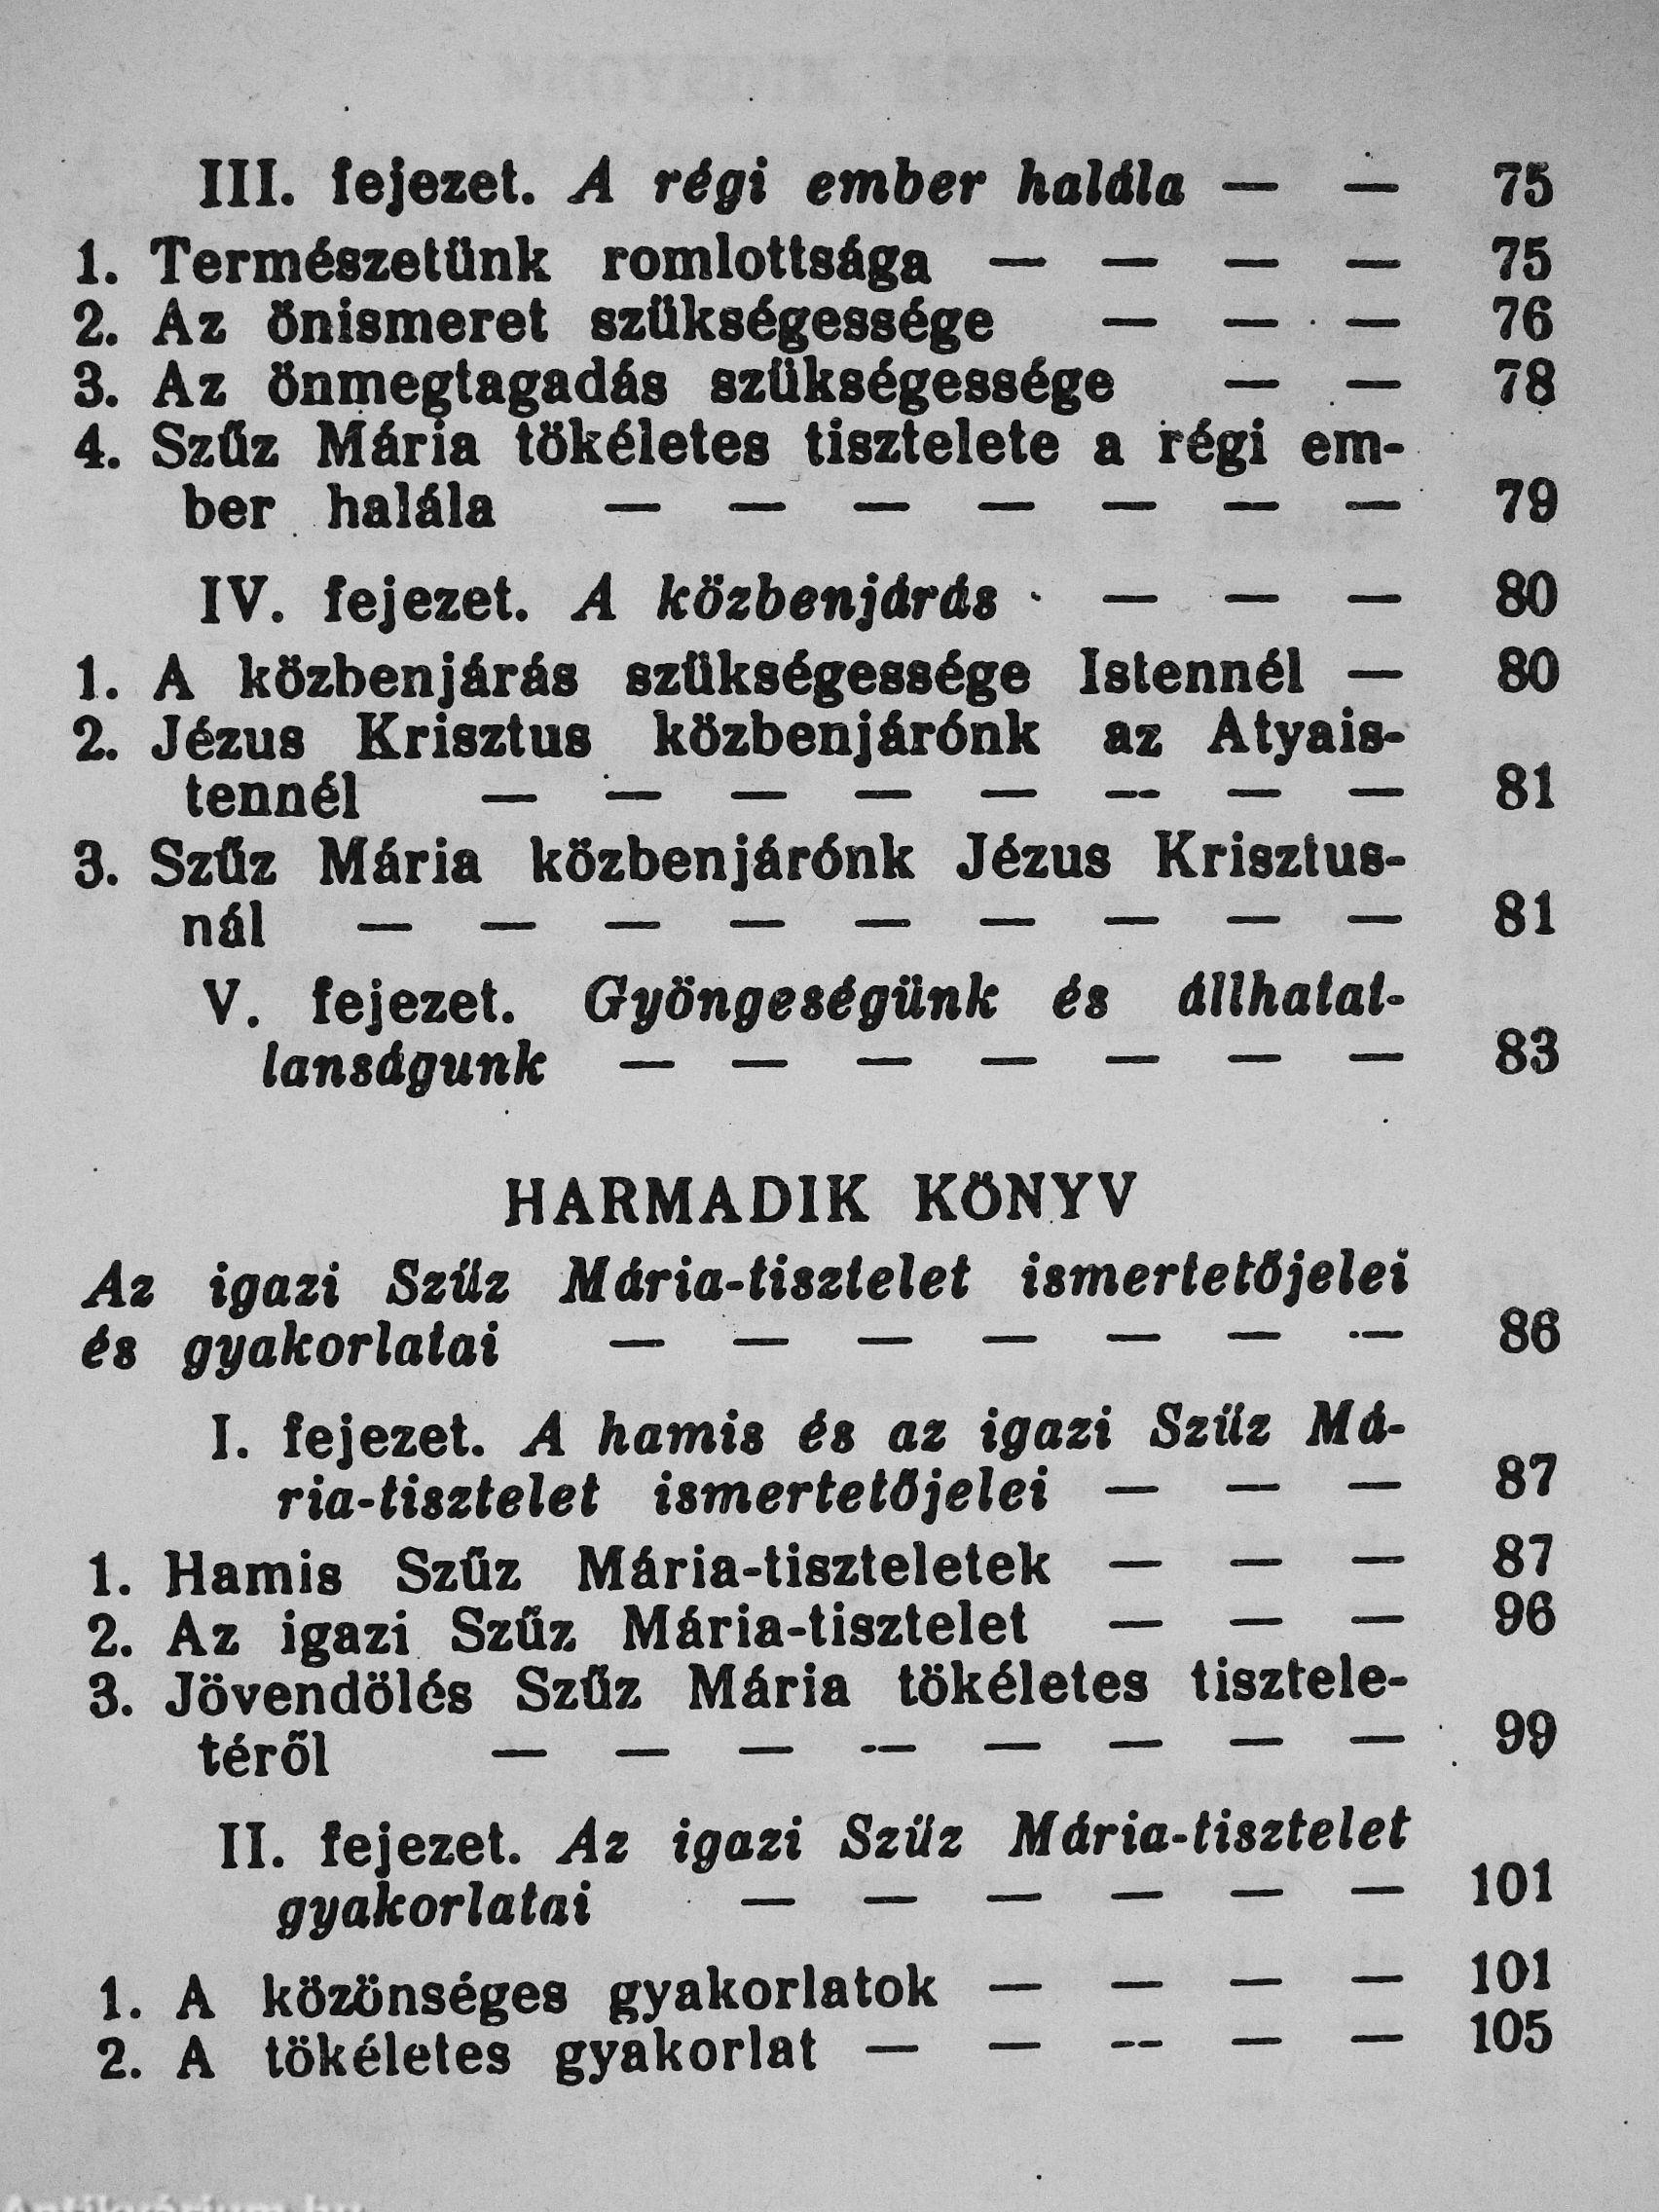 III. fejezet. A régi ember halála — — 75
1. Természetünk romlottsága — — — — 75
2. Az önismeret szükségessége — — — 76
3. Az önmegtagadás szükségessége — — 78
4. Szűz Mária tökéletes tisztelete a régi em-
ber halála — — — — — — — 79
IV. fejezet. A közbenjárás — — — 80
1. A közbenjárás szükségessége Istennél — 80
2. Jézus Krisztus közbenjárónk az Atyais-
tennél — — — — — — — — 81
3. Szűz Mária közbenjárónk Jézus Krisztus-
nál — — — — — — — — — 81
V. fejezet. Gyöngeségünk és állhatat-
lanságunk — — — — — — — 83
HARMADIK KÖNYV
Az igazi Szűz Mária-tisztelet ismertetőjelei
és gyakorlatai — — — — — — — 86
I. fejezet. A hamis és az igazi Szűz Má-
ria-tisztelet ismertetőjelei — — — 87
1. Hamis Szűz Mária-tiszteletek — — — 87
2. Az igazi Szűz Mária-tisztelet — — — 96
3. Jövendölés Szűz Mária tökéletes tisztele-
téről — — — — — — — — 99
II. fejezet. Az igazi Szűz Mária-tisztelet
gyakorlatai — — — — — — 101
1. A közönséges gyakorlatok — — — — 101
2. A tökéletes gyakorlat — — — — — 105
Antikvárium.hu